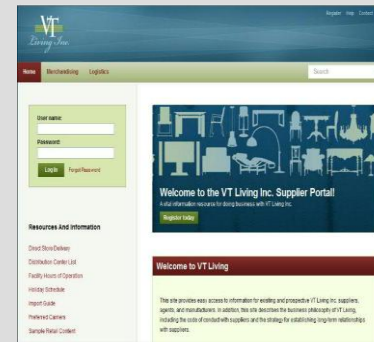 Register Help Contact
VT
Living Inc.
Home Merchandising Logistics
Search
User name:
Password:
Log in Forgot Password
Resources And Information
Direct Store Delivery
Distribution Center List
Facility Hours of Operation
Holiday Schedule
Import Guide
Preferred Carriers
Sample Retail Contract
Welcome to the VT Living Inc. Supplier Portal!
A vital information resource for doing business with VT Living Inc.
Register today
Welcome to VT Living
This site provides easy access to information for existing and prospective VT Living Inc. suppliers,
agents, and manufacturers. In addition, this site describes the business philosophy of VT Living,
including the code of conduct with suppliers and the strategy for establishing long-term relationships
with suppliers.